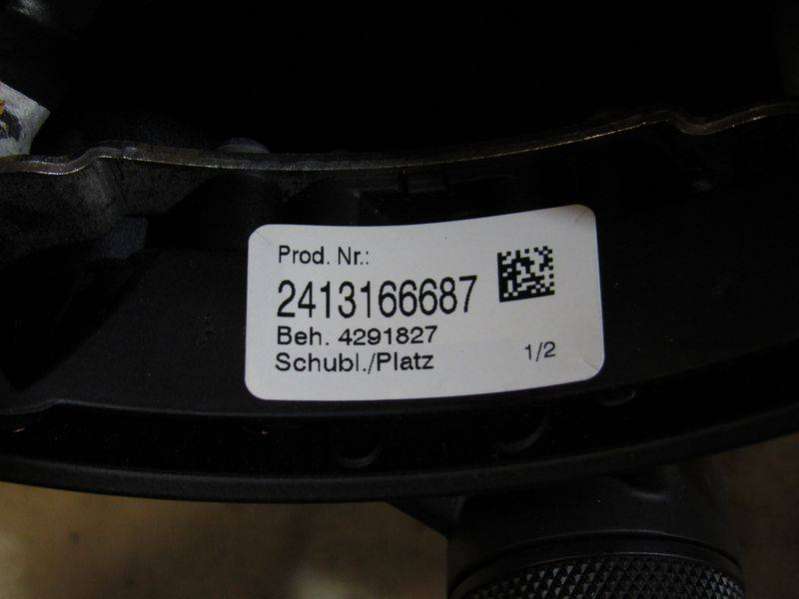 Prod. Nr.:
2413166687
Beh. 4291827
Schubl./Platz 1/2